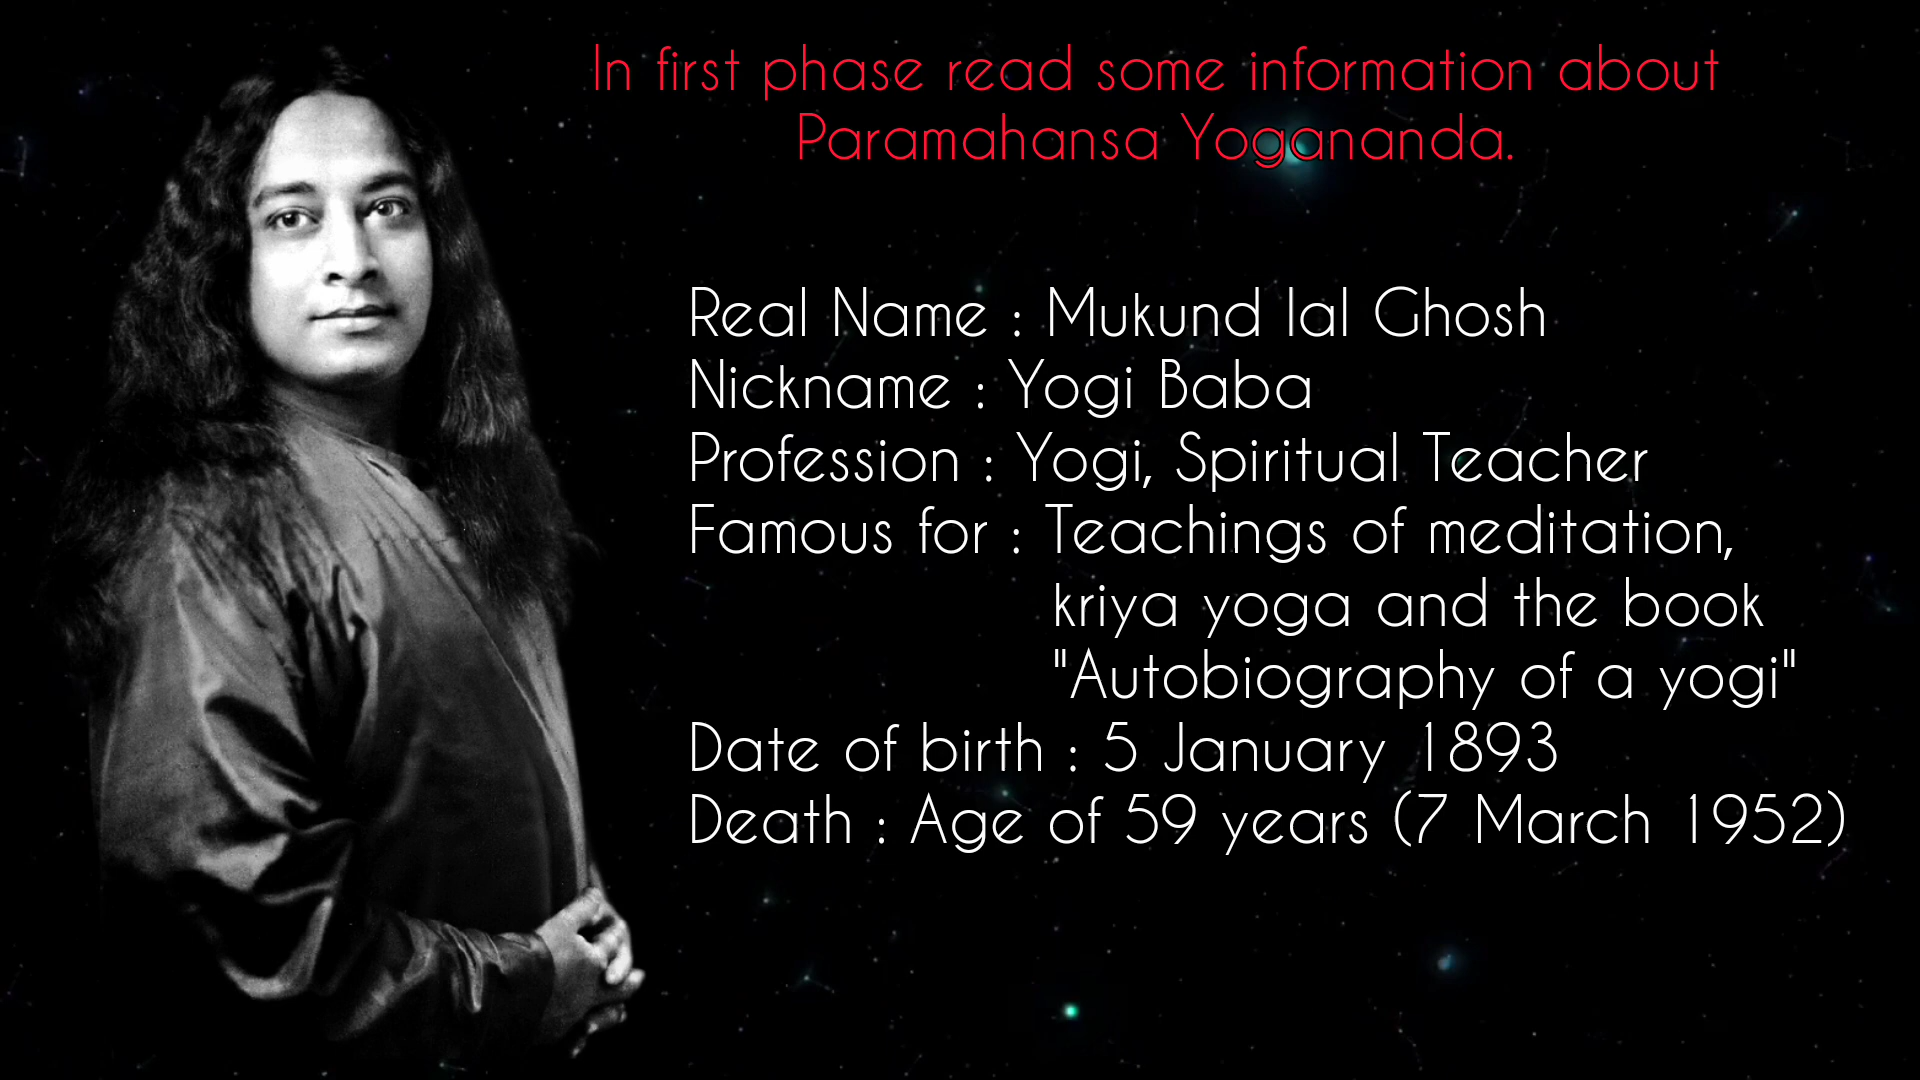 In first phase read some information about
Paramahansa Yogananda.
Real Name : Mukund lal Ghosh
Nickname : Yogi Baba
Profession : Yogi, Spiritual Teacher
Famous for : Teachings of meditation,
kriya yoga and the book
"Autobiography of a yogi"
Date of birth : 5 January 1893
Death : Age of 59 years (7 March 1952)